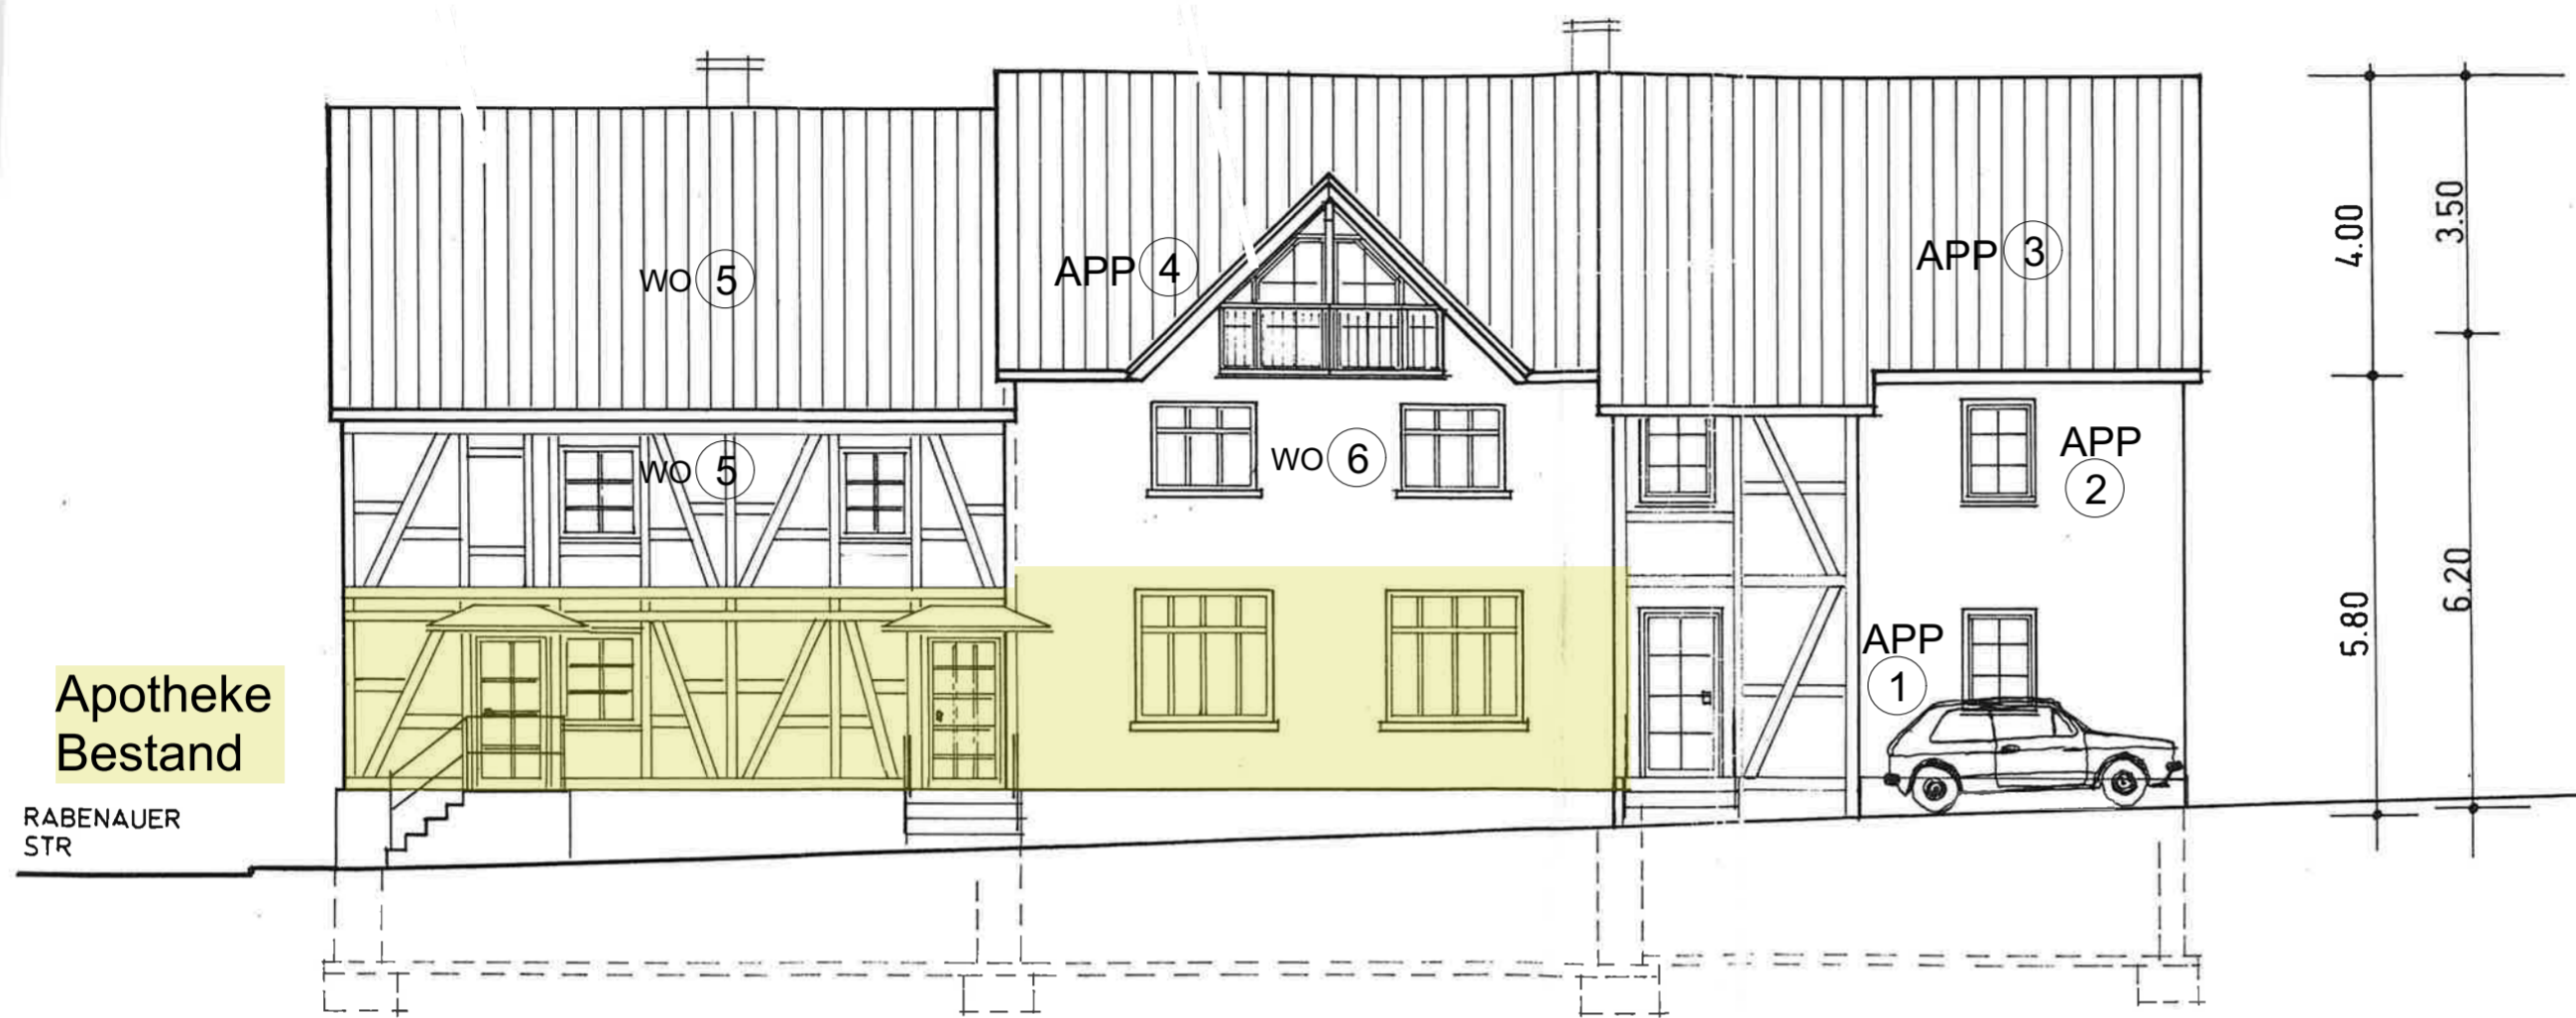 WO 5
APP 4
APP 3
4.00
3.50
WO 5
WO 6
APP
2
5.80
6.20
APP
1
Apotheke
Bestand
RABENAUER
STR